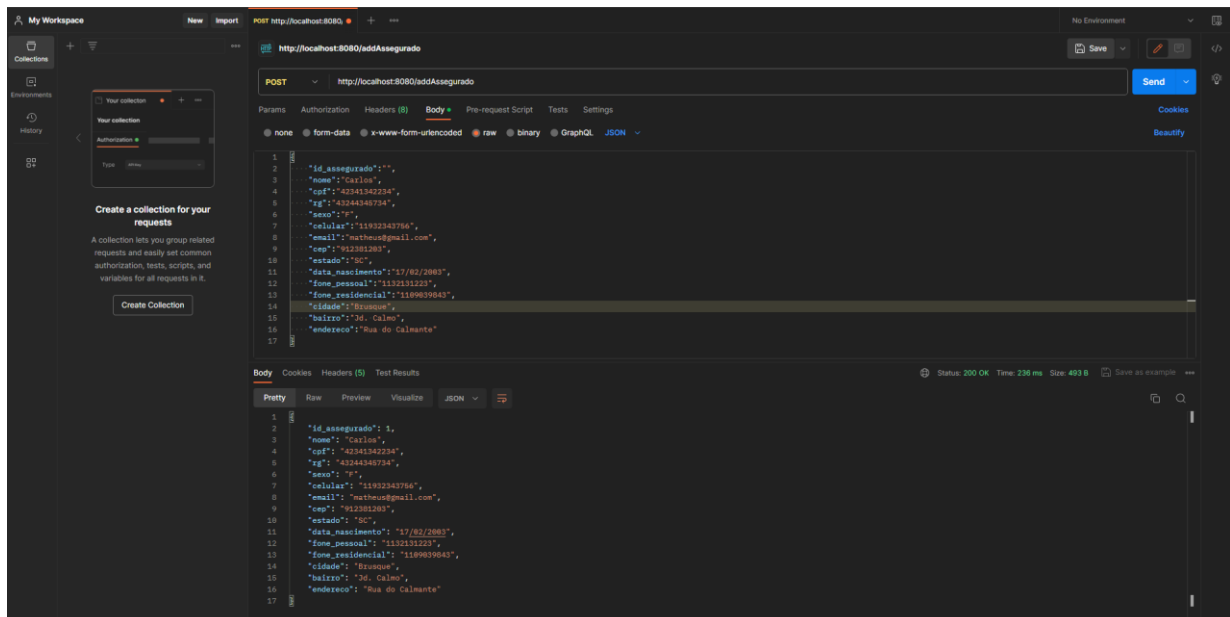 My Workspace
New
Import
POST http://localhost:8080/
No Environment
Collections
Environments
History
Your collection
Your collection
Authorization
Type
API Key
Create a collection for your
requests
A collection lets you group related
requests and easily set common
authorization, tests, scripts, and
variables for all requests in it.
Create Collection
http://localhost:8080/addAssegurado
Save
POST
http://localhost:8080/addAssegurado
Send
Params Authorization Headers (8) Body Pre-request Script Tests Settings
Cookies
none form-data x-www-form-urlencoded raw binary GraphQL JSON
Beautify
1 {
2 "id_assegurado":"",
3 "nome":"Carlos",
4 "cpf":"42341342234",
5 "rg":"43244345734",
6 "sexo":"F",
7 "celular":"11932343756",
8 "email":"matheus@gmail.com",
9 "cep":"912381203",
10 "estado":"SC",
11 "data_nascimento":"17/02/2003",
12 "fone_pessoal":"1132131223",
13 "fone_residencial":"1109839843",
14 "cidade":"Brusque",
15 "bairro":"Jd. Calmo",
16 "endereco":"Rua do Calmante"
17 }
Body Cookies Headers (5) Test Results
Status: 200 OK Time: 236 ms Size: 493 B Save as example
Pretty Raw Preview Visualize JSON
1 {
2 "id_assegurado": 1,
3 "nome": "Carlos",
4 "cpf": "42341342234",
5 "rg": "43244345734",
6 "sexo": "F",
7 "celular": "11932343756",
8 "email": "matheus@gmail.com",
9 "cep": "912381203",
10 "estado": "SC",
11 "data_nascimento": "17/02/2003",
12 "fone_pessoal": "1132131223",
13 "fone_residencial": "1109839843",
14 "cidade": "Brusque",
15 "bairro": "Jd. Calmo",
16 "endereco": "Rua do Calmante"
17 }